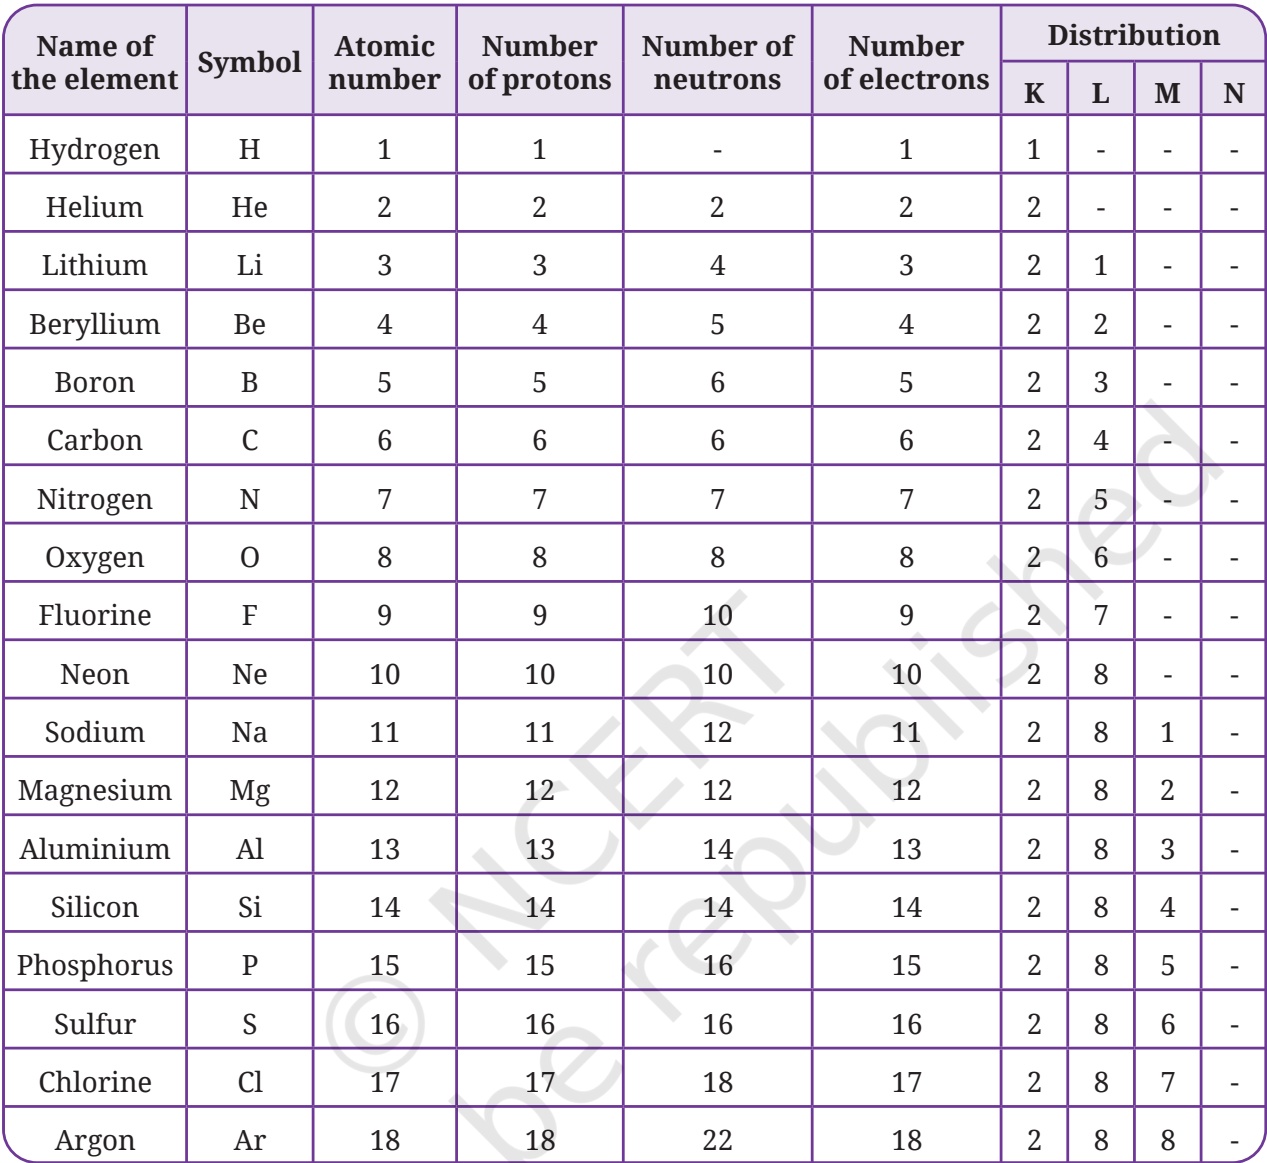 Name of the element Symbol Atomic number Number of protons Number of neutrons Number of electrons Distribution
K L M N
Hydrogen H 1 1 - 1 1 - - -
Helium He 2 2 2 2 2 - - -
Lithium Li 3 3 4 3 2 1 - -
Beryllium Be 4 4 5 4 2 2 - -
Boron B 5 5 6 5 2 3 - -
Carbon C 6 6 6 6 2 4 - -
Nitrogen N 7 7 7 7 2 5 - -
Oxygen O 8 8 8 8 2 6 - -
Fluorine F 9 9 10 9 2 7 - -
Neon Ne 10 10 10 10 2 8 - -
Sodium Na 11 11 12 11 2 8 1 -
Magnesium Mg 12 12 12 12 2 8 2 -
Aluminium Al 13 13 14 13 2 8 3 -
Silicon Si 14 14 14 14 2 8 4 -
Phosphorus P 15 15 16 15 2 8 5 -
Sulfur S 16 16 16 16 2 8 6 -
Chlorine Cl 17 17 18 17 2 8 7 -
Argon Ar 18 18 22 18 2 8 8 -
© NCERT
be republished